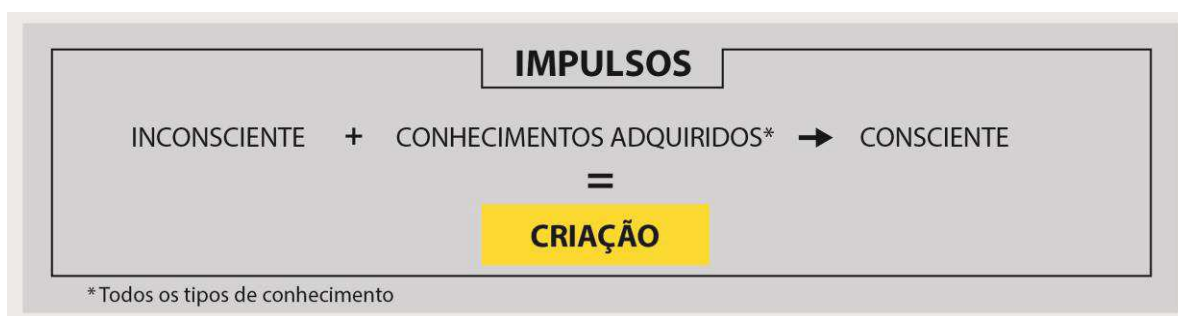 IMPULSOS
INCONSCIENTE + CONHECIMENTOS ADQUIRIDOS* → CONSCIENTE
=
CRIAÇÃO
*Todos os tipos de conhecimento